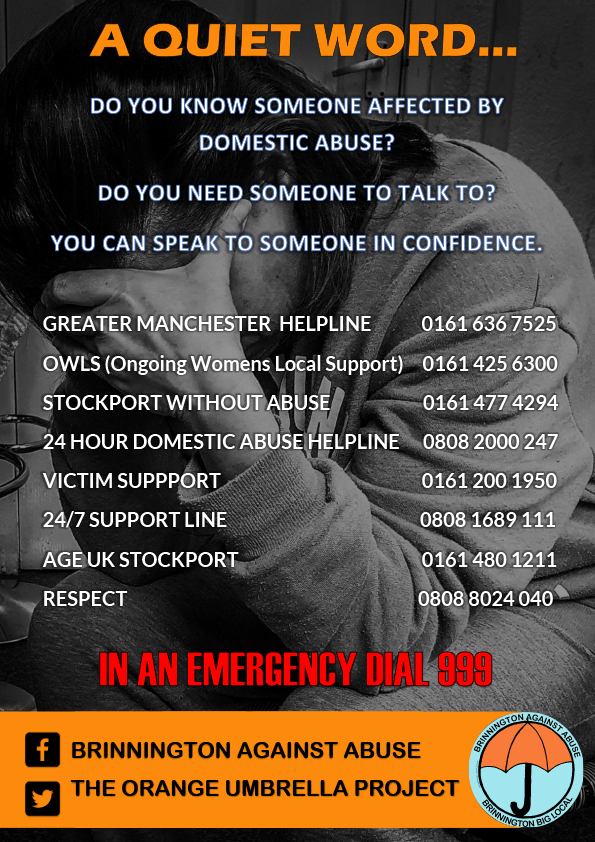 A QUIET WORD...
DO YOU KNOW SOMEONE AFFECTED BY
DOMESTIC ABUSE?
DO YOU NEED SOMEONE TO TALK TO?
YOU CAN SPEAK TO SOMEONE IN CONFIDENCE.
GREATER MANCHESTER HELPLINE 0161 636 7525
OWLS (Ongoing Womens Local Support) 0161 425 6300
STOCKPORT WITHOUT ABUSE 0161 477 4294
24 HOUR DOMESTIC ABUSE HELPLINE 0808 2000 247
VICTIM SUPPPORT 0161 200 1950
24/7 SUPPORT LINE 0808 1689 111
AGE UK STOCKPORT 0161 480 1211
RESPECT 0808 8024 040
IN AN EMERGENCY DIAL 999
BRINNINGTON AGAINST ABUSE
THE ORANGE UMBRELLA PROJECT
BRINNINGTON AGAINST ABUSE
BRINNINGTON BIG LOCAL